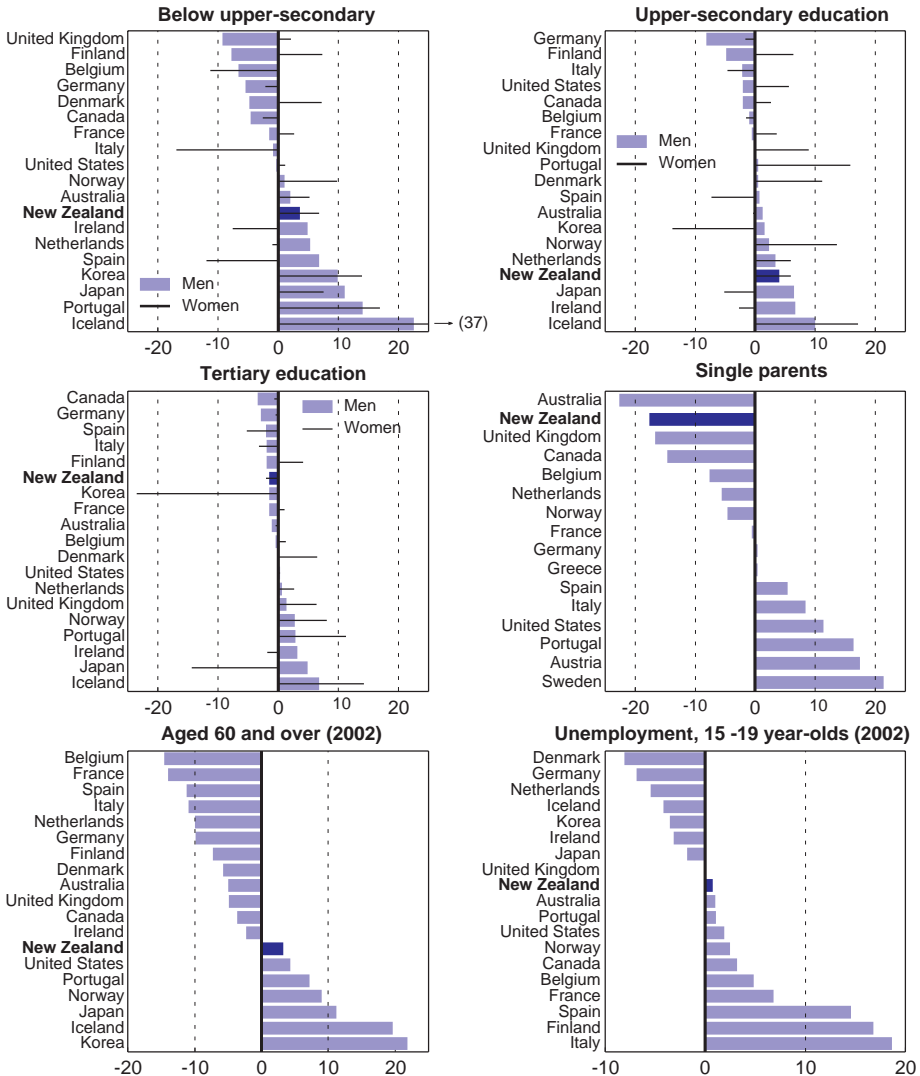 Below upper-secondary
United Kingdom
Finland
Belgium
Germany
Denmark
Canada
France
Italy
United States
Norway
Australia
New Zealand
Ireland
Netherlands
Spain
Korea
Japan
Portugal
Iceland
Men
Women
(37)
-20 -10 0 10 20
Upper-secondary education
Germany
Finland
Italy
United States
Canada
Belgium
France
United Kingdom
Portugal
Denmark
Spain
Australia
Korea
Norway
Netherlands
New Zealand
Japan
Ireland
Iceland
Men
Women
-20 -10 0 10 20
Tertiary education
Canada
Germany
Spain
Italy
Finland
New Zealand
Korea
France
Australia
Belgium
Denmark
United States
Netherlands
United Kingdom
Norway
Portugal
Ireland
Japan
Iceland
Men
Women
-20 -10 0 10 20
Single parents
Australia
New Zealand
United Kingdom
Canada
Belgium
Netherlands
Norway
France
Germany
Greece
Spain
Italy
United States
Portugal
Austria
Sweden
-20 -10 0 10 20
Aged 60 and over (2002)
Belgium
France
Spain
Italy
Netherlands
Germany
Finland
Denmark
Australia
United Kingdom
Canada
Ireland
New Zealand
United States
Portugal
Norway
Japan
Iceland
Korea
-20 -10 0 10 20
Unemployment, 15 -19 year-olds (2002)
Denmark
Germany
Netherlands
Iceland
Korea
Ireland
Japan
United Kingdom
New Zealand
Australia
Portugal
United States
Norway
Canada
Belgium
France
Spain
Finland
Italy
-10 0 10 20